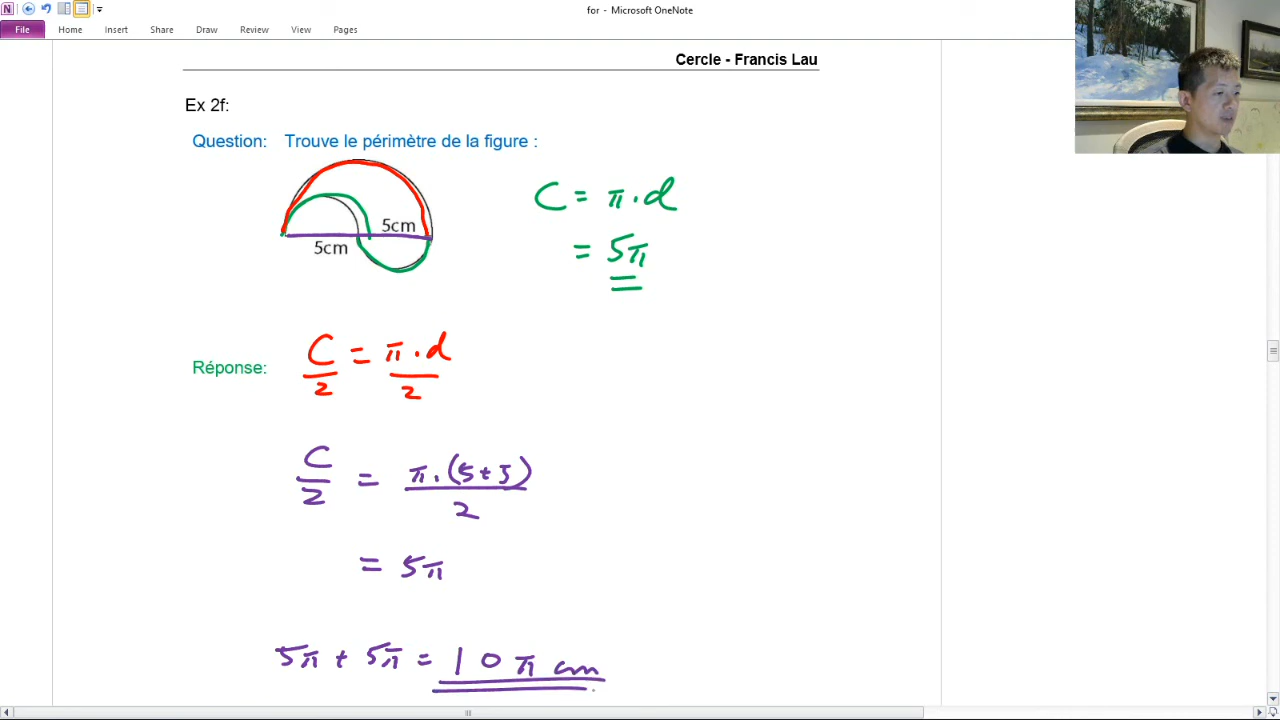 for - Microsoft OneNote
File Home Insert Share Draw Review View Pages
Cercle - Francis Lau
Ex 2f:
Question: Trouve le périmètre de la figure :
5cm
5cm
C = π · d
= 5π
Réponse: C/2 = π · d/2
C/2 = π · (5+5)/2
= 5π
5π + 5π = 10π cm